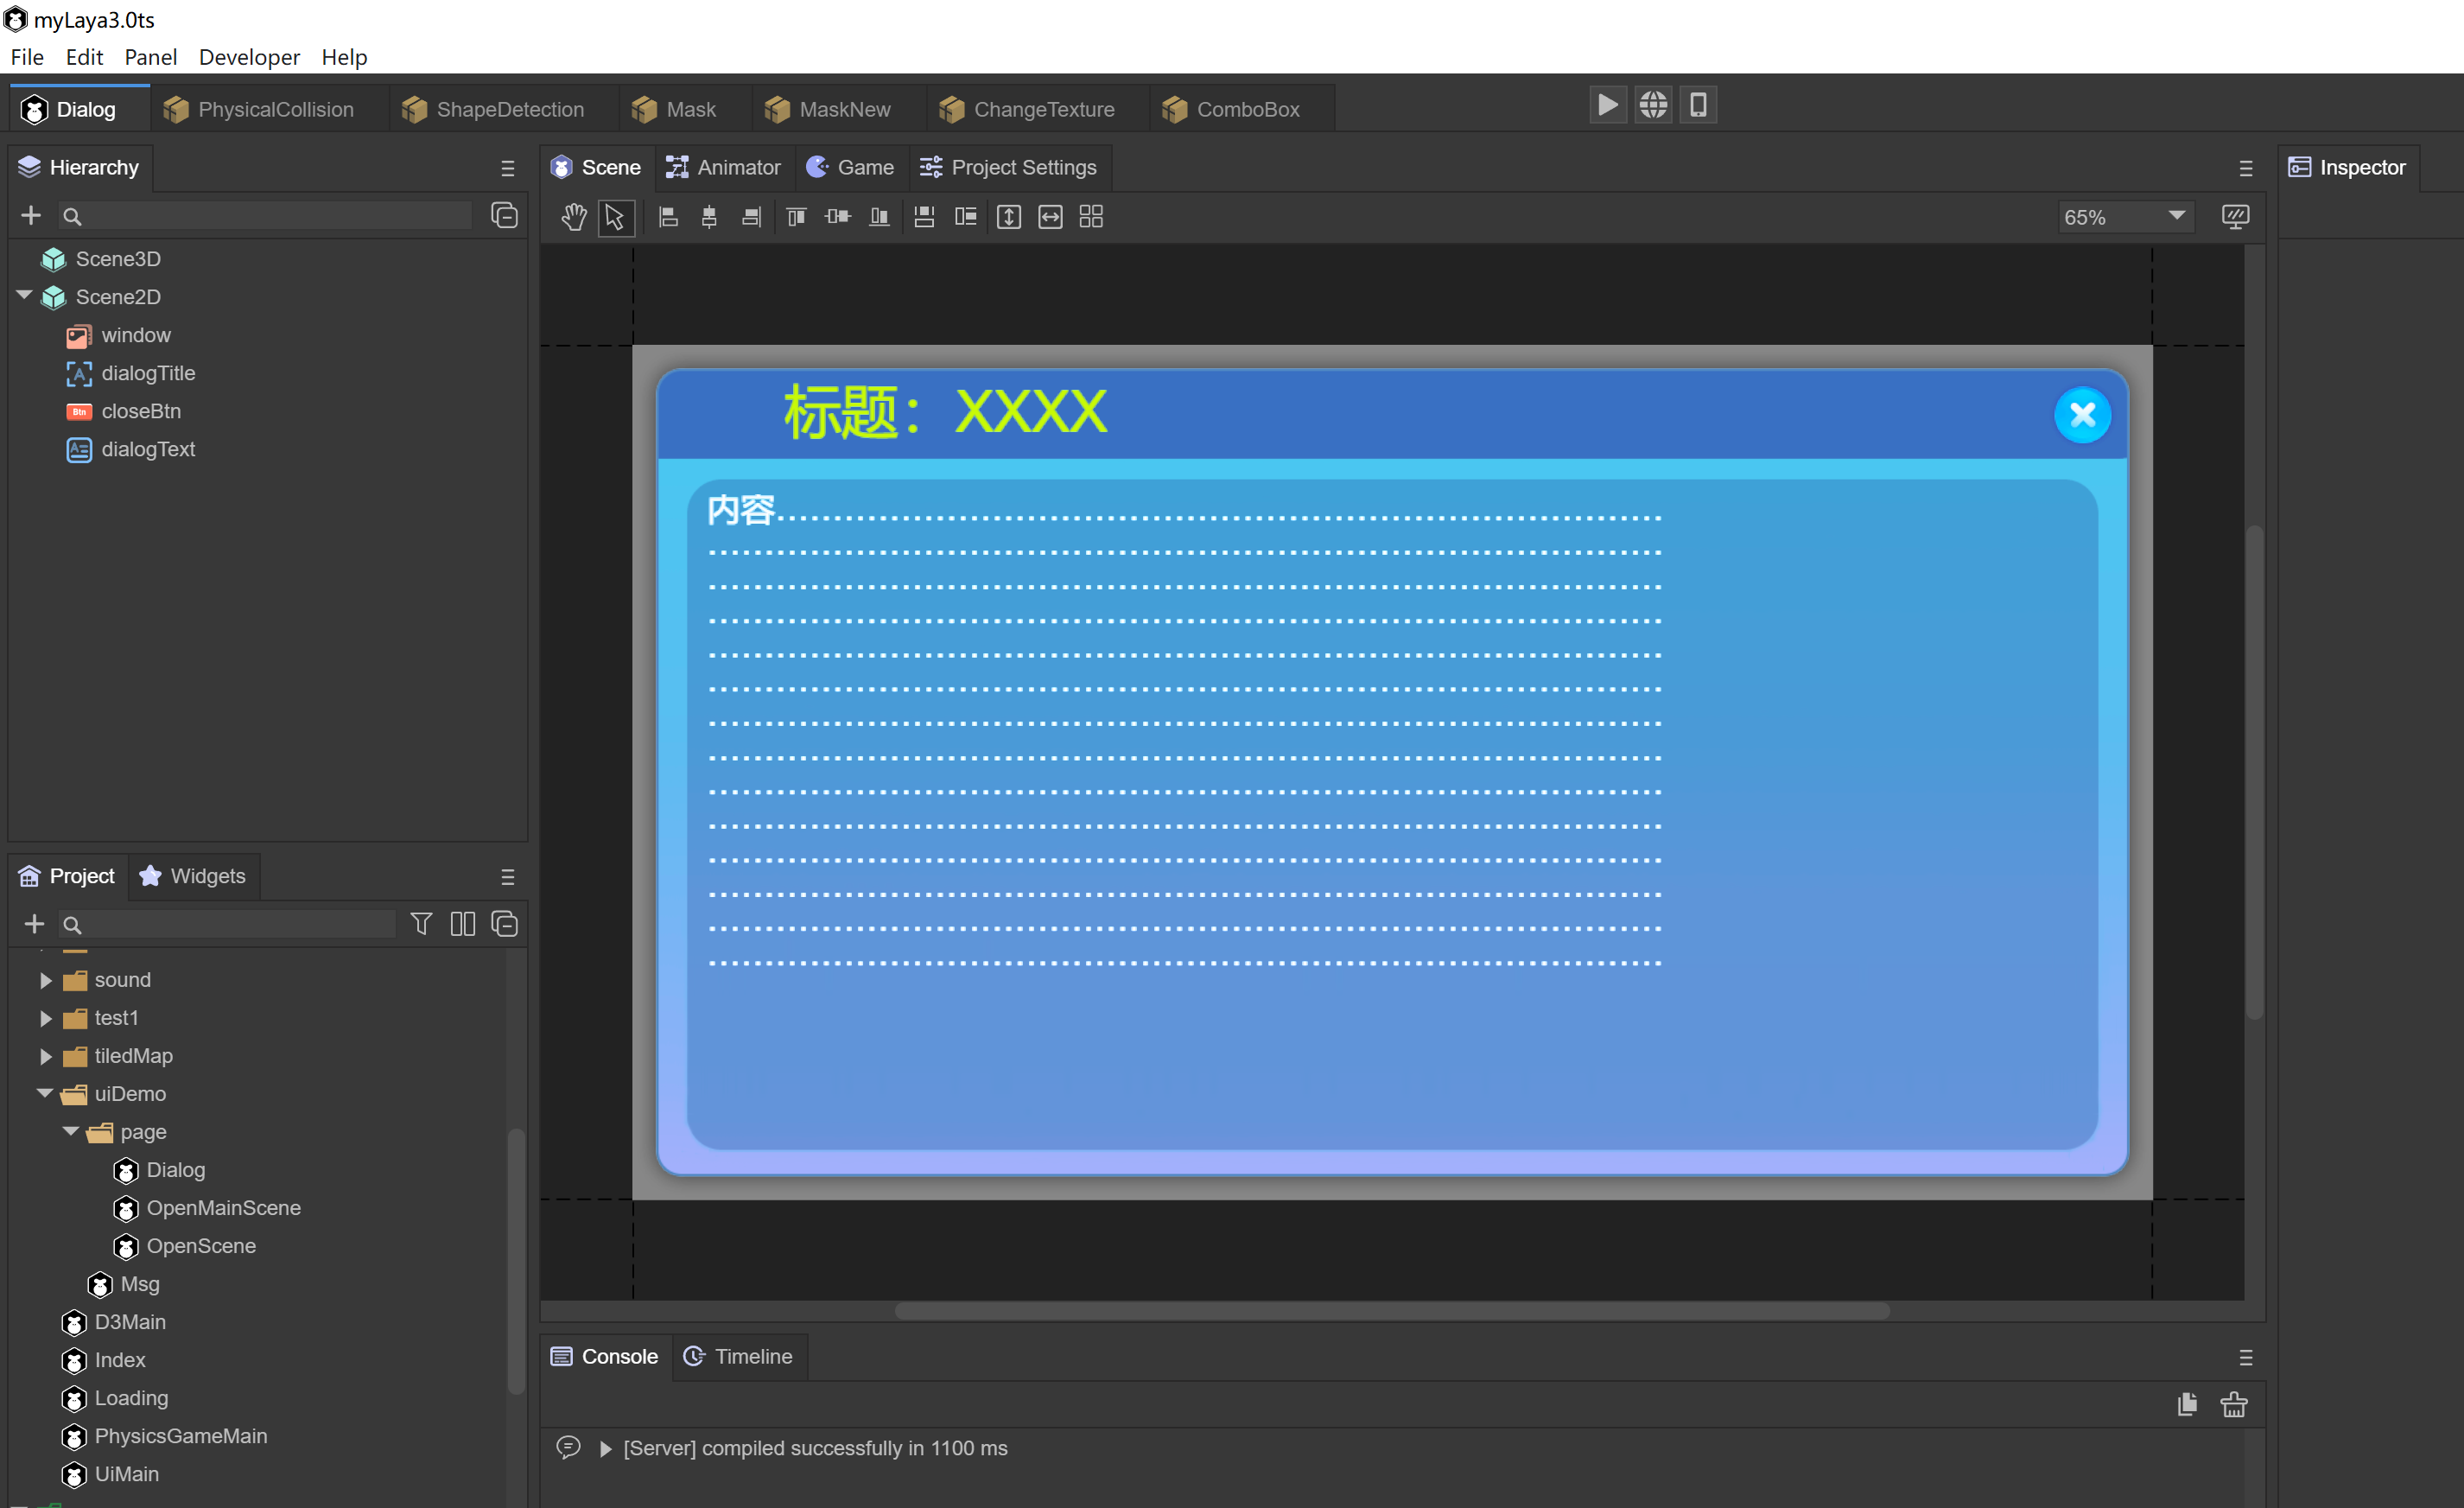 myLaya3.0ts
File Edit Panel Developer Help
Dialog PhysicalCollision ShapeDetection Mask MaskNew ChangeTexture ComboBox
Hierarchy
Scene3D
Scene2D
window
dialogTitle
Btn closeBtn
dialogText
Scene Animator Game Project Settings
65%
标题：XXXX
内容..............................................................................
....................................................................................
....................................................................................
....................................................................................
....................................................................................
....................................................................................
....................................................................................
....................................................................................
....................................................................................
....................................................................................
....................................................................................
....................................................................................
....................................................................................
....................................................................................
Inspector
Project Widgets
sound
test1
tiledMap
uiDemo
page
Dialog
OpenMainScene
OpenScene
Msg
D3Main
Index
Loading
PhysicsGameMain
UiMain
Console Timeline
[Server] compiled successfully in 1100 ms